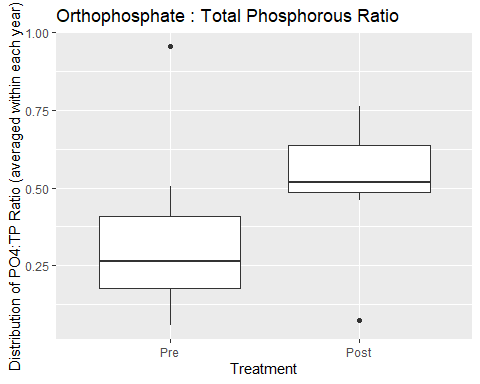 Orthophosphate : Total Phosphorous Ratio
Distribution of PO4:TP Ratio (averaged within each year)
1.00
0.75
0.50
0.25
Pre
Post
Treatment